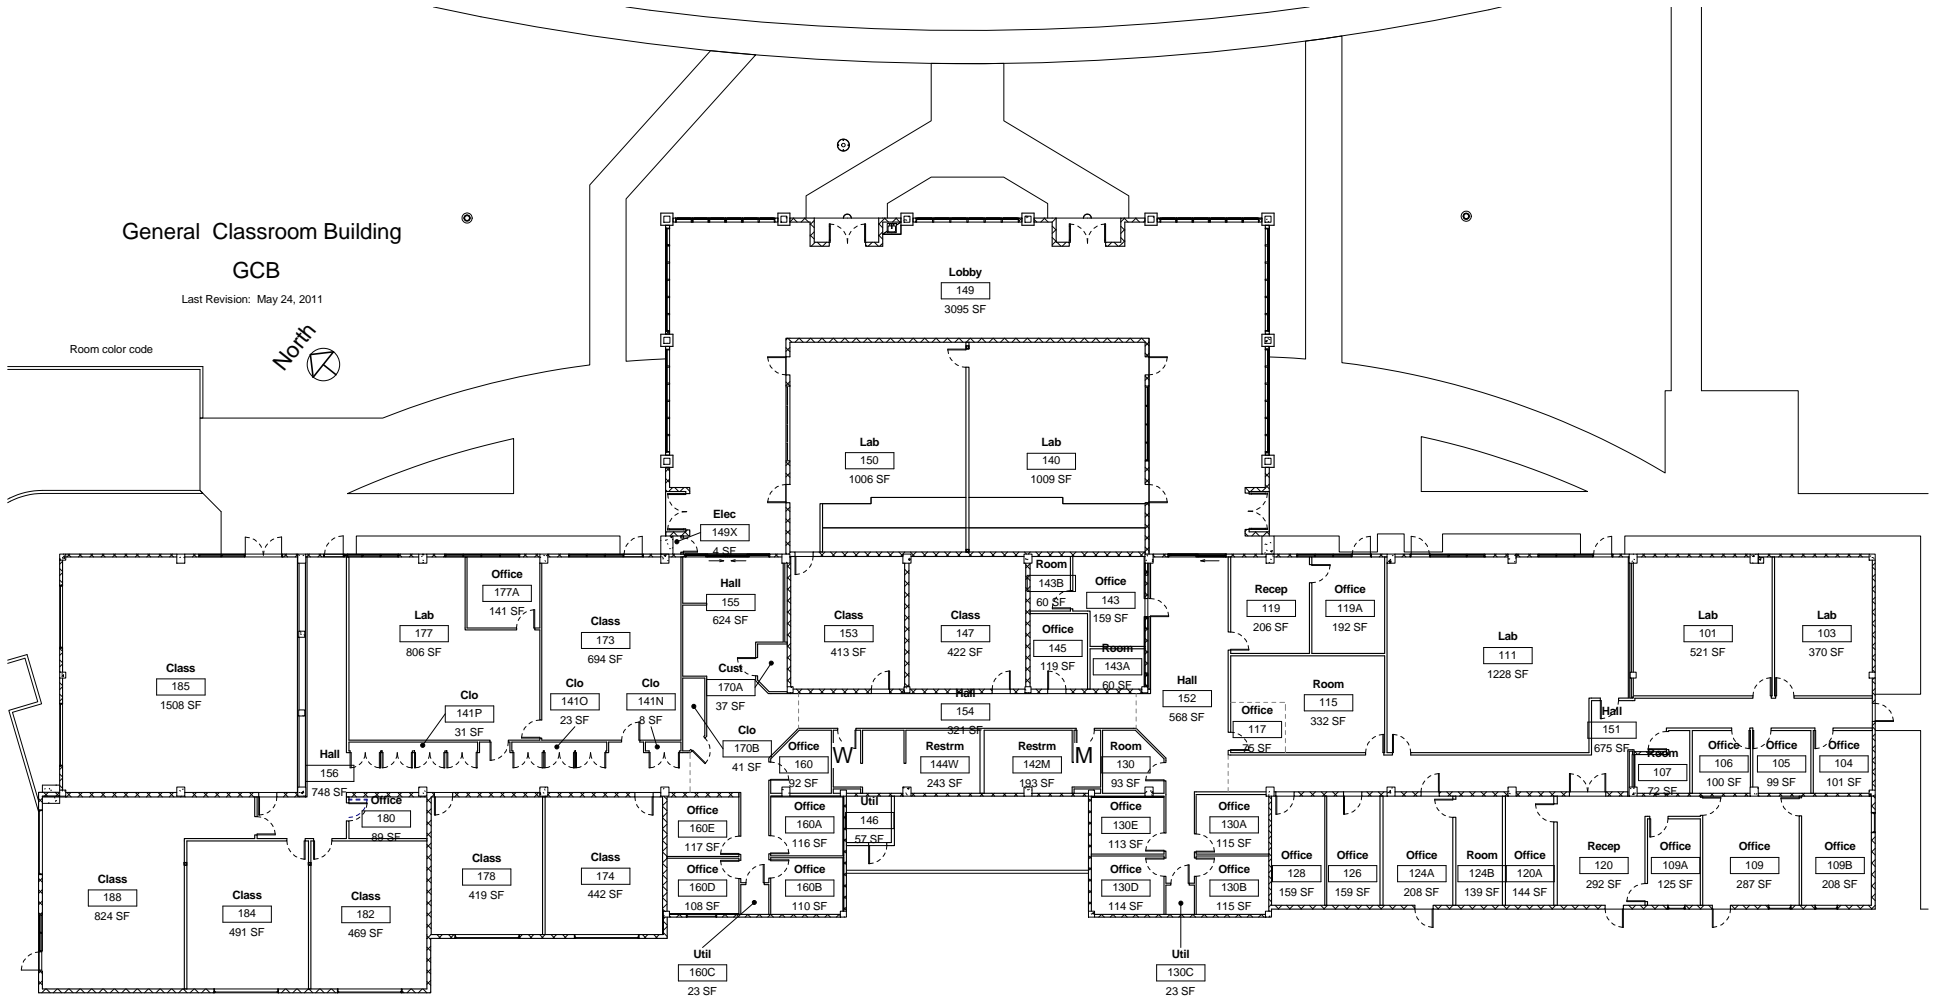 General Classroom Building
GCB
Last Revision: May 24, 2011
North
Room color code
Lobby
149
3095 SF
Lab
150
1006 SF
Lab
140
1009 SF
Elec
149X
4 SF
Office
177A
141 SF
Lab
177
806 SF
Class
173
694 SF
Hall
155
624 SF
Class
153
413 SF
Class
147
422 SF
Room
143B
60 SF
Office
143
159 SF
Office
145
119 SF
Room
143A
60 SF
Recep
119
206 SF
Office
119A
192 SF
Lab
111
1228 SF
Lab
101
521 SF
Lab
103
370 SF
Class
185
1508 SF
Clo
141P
31 SF
Clo
141O
23 SF
Clo
141N
8 SF
Cust
170A
37 SF
Clo
170B
41 SF
Hall
154
321 SF
Hall
152
568 SF
Room
115
332 SF
Office
117
75 SF
Hall
151
675 SF
Hall
156
748 SF
Office
160
92 SF
W
Restrm
144W
243 SF
Restrm
142M
193 SF
M
Room
130
93 SF
Room
107
72 SF
Office
106
100 SF
Office
105
99 SF
Office
104
101 SF
Office
180
89 SF
Office
160E
117 SF
Office
160A
116 SF
Util
146
57 SF
Office
130E
113 SF
Office
130A
115 SF
Class
188
824 SF
Class
184
491 SF
Class
182
469 SF
Class
178
419 SF
Class
174
442 SF
Office
160D
108 SF
Office
160B
110 SF
Office
130D
114 SF
Office
130B
115 SF
Office
128
159 SF
Office
126
159 SF
Office
124A
208 SF
Room
124B
139 SF
Office
120A
144 SF
Recep
120
292 SF
Office
109A
125 SF
Office
109
287 SF
Office
109B
208 SF
Util
160C
23 SF
Util
130C
23 SF